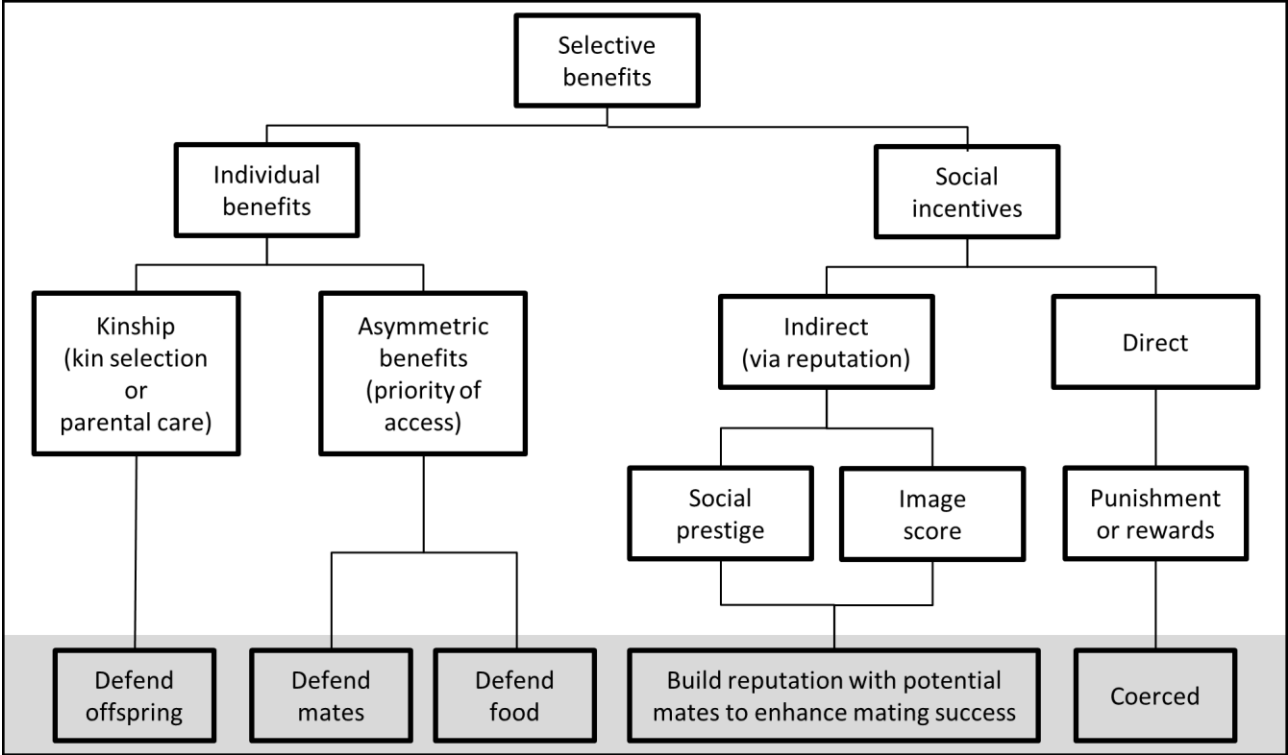 Selective
benefits
Individual
benefits
Social
incentives
Kinship
(kin selection
or
parental care)
Asymmetric
benefits
(priority of
access)
Indirect
(via reputation)
Direct
Social
prestige
Image
score
Punishment
or rewards
Defend
offspring
Defend
mates
Defend
food
Build reputation with potential
mates to enhance mating success
Coerced